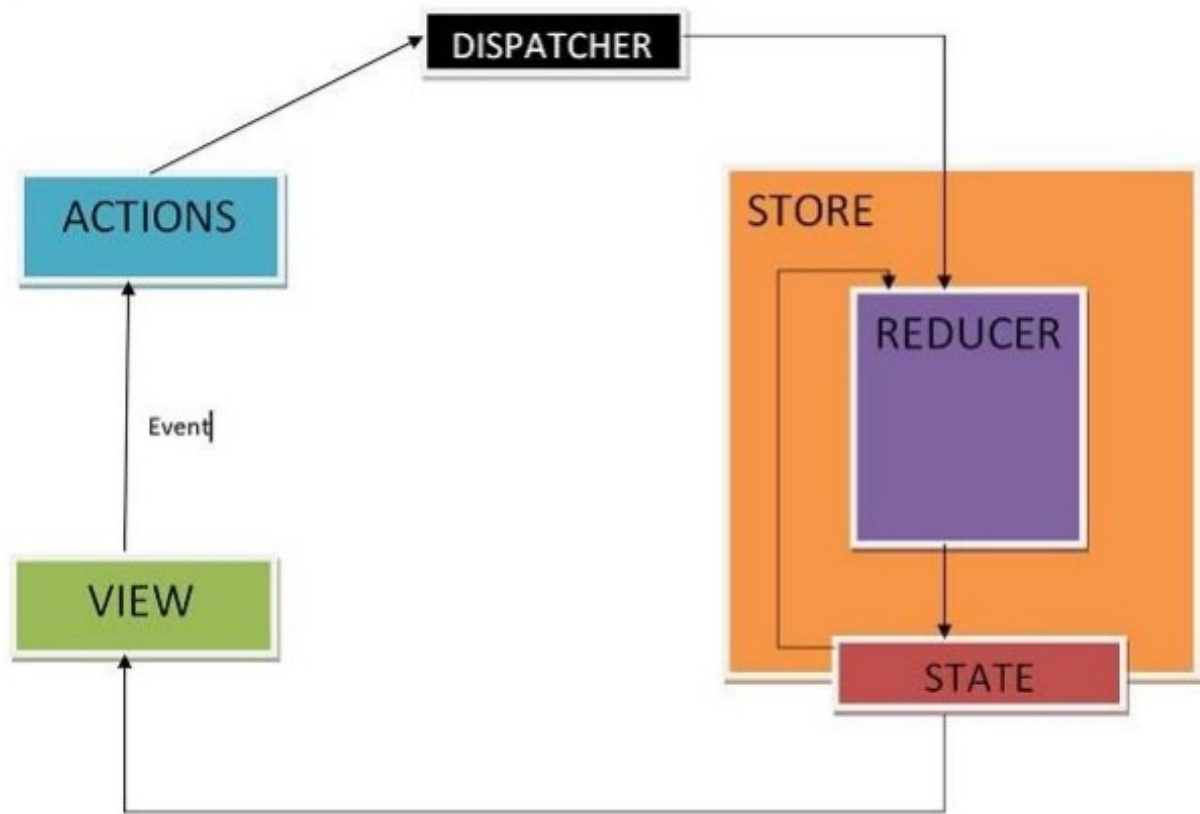 DISPATCHER
ACTIONS
STORE
REDUCER
Event
VIEW
STATE